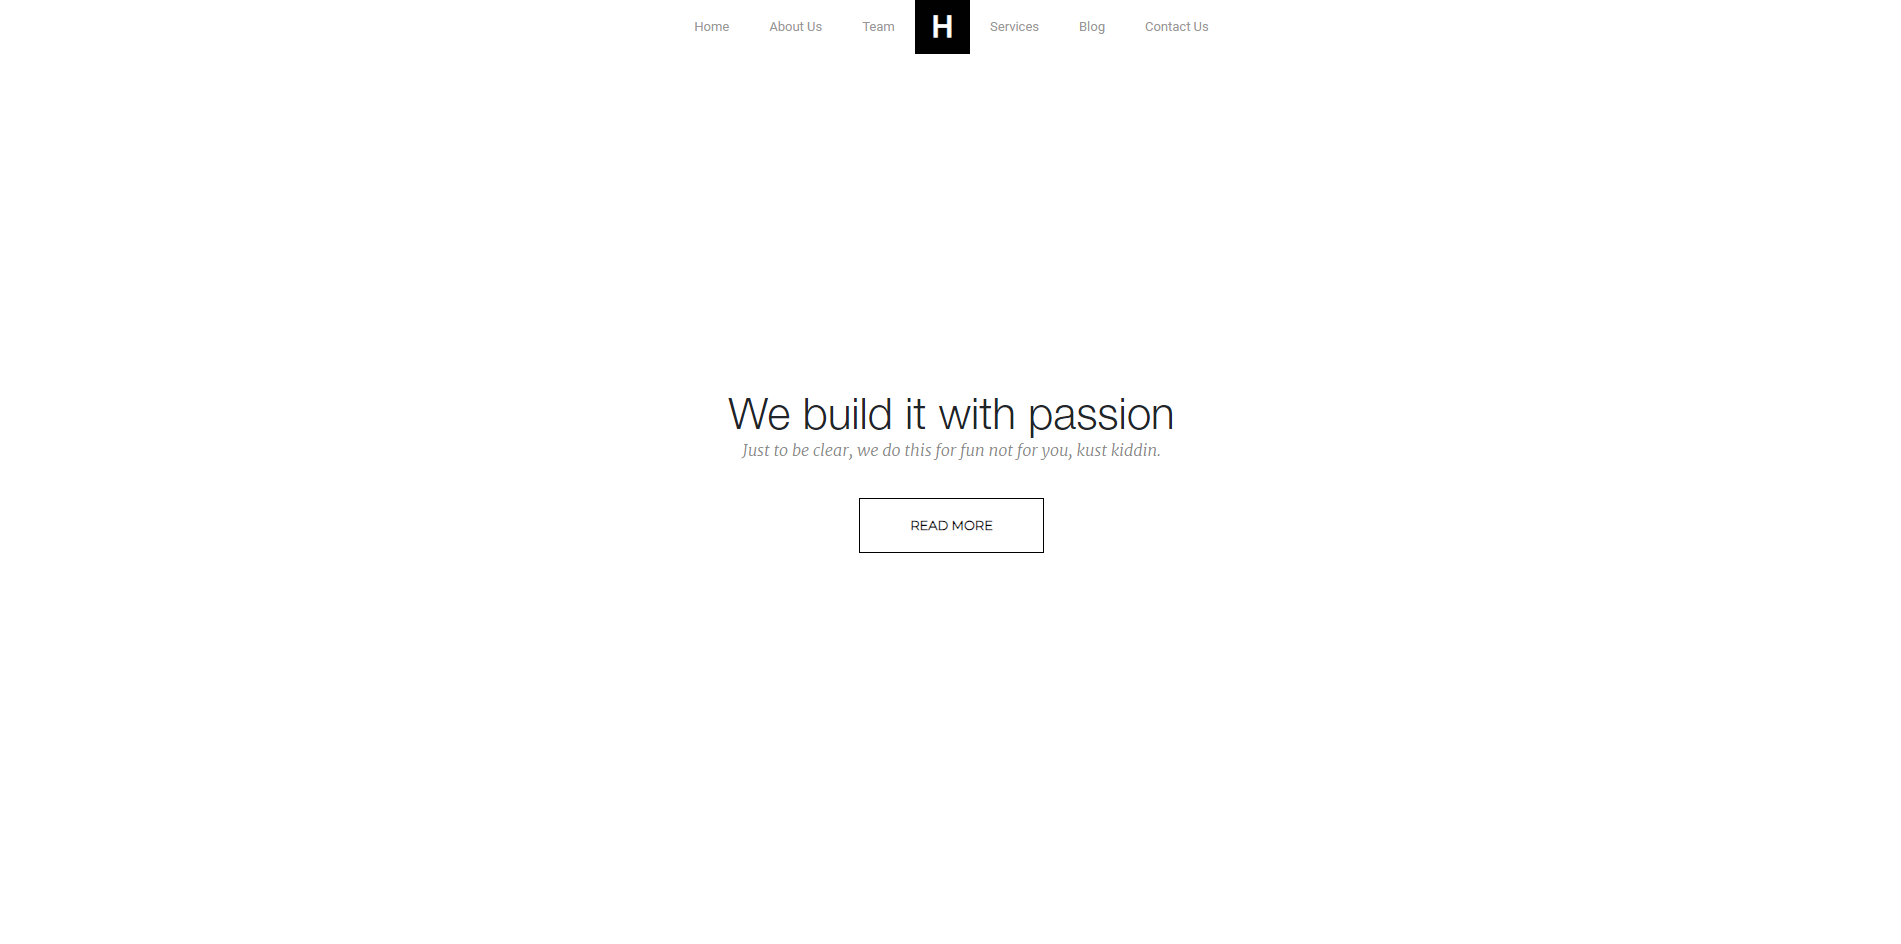 Home About Us Team H Services Blog Contact Us
We build it with passion
Just to be clear, we do this for fun not for you, kust kiddin.
READ MORE